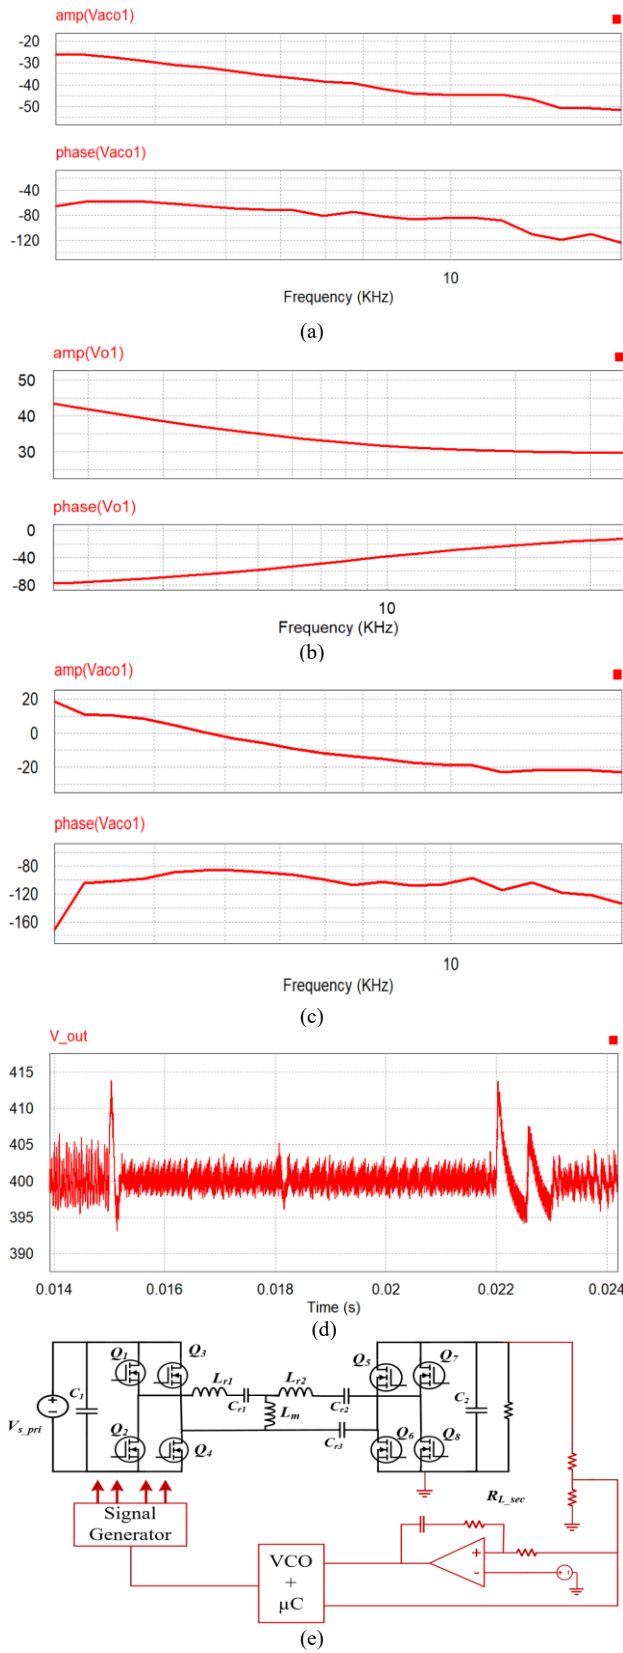 amp(Vaco1)
-20
-30
-40
-50
phase(Vaco1)
-40
-80
-120
10
Frequency (KHz)
(a)
amp(Vo1)
50
40
30
phase(Vo1)
0
-40
-80
10
Frequency (KHz)
(b)
amp(Vaco1)
20
0
-20
phase(Vaco1)
-80
-120
-160
10
Frequency (KHz)
(c)
V_out
415
410
405
400
395
390
0.014 0.016 0.018 0.02 0.022 0.024
Time (s)
(d)
Q1 Q3 Q5 Q7
Lr1 Lr2
C1 Cr1 Cr2 C2
Vs_pri Lm
Q2 Q4 Cr3 Q6 Q8
RL_sec
Signal
Generator
VCO
+
μC
+
-
+ -
(e)